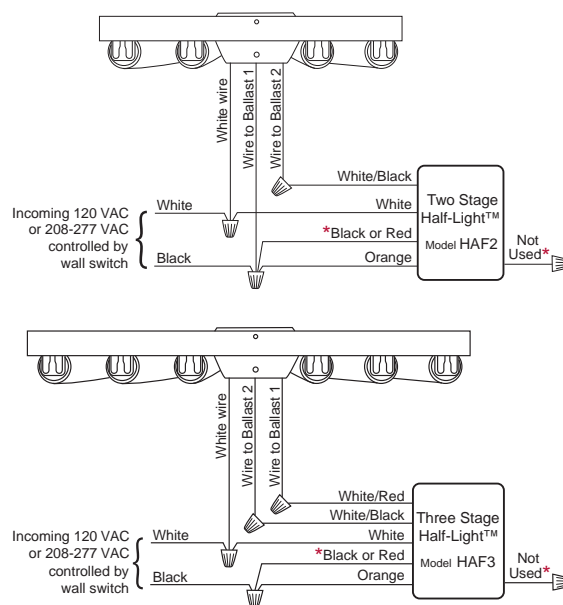 White wire
Wire to Ballast 1
Wire to Ballast 2
White/Black
White
White
*Black or Red
Black
Orange
Incoming 120 VAC
or 208-277 VAC
controlled by
wall switch
Two Stage
Half-Light™
Model HAF2
Not
Used*
White wire
Wire to Ballast 2
Wire to Ballast 1
White/Red
White/Black
White
White
*Black or Red
Black
Orange
Incoming 120 VAC
or 208-277 VAC
controlled by
wall switch
Three Stage
Half-Light™
Model HAF3
Not
Used*